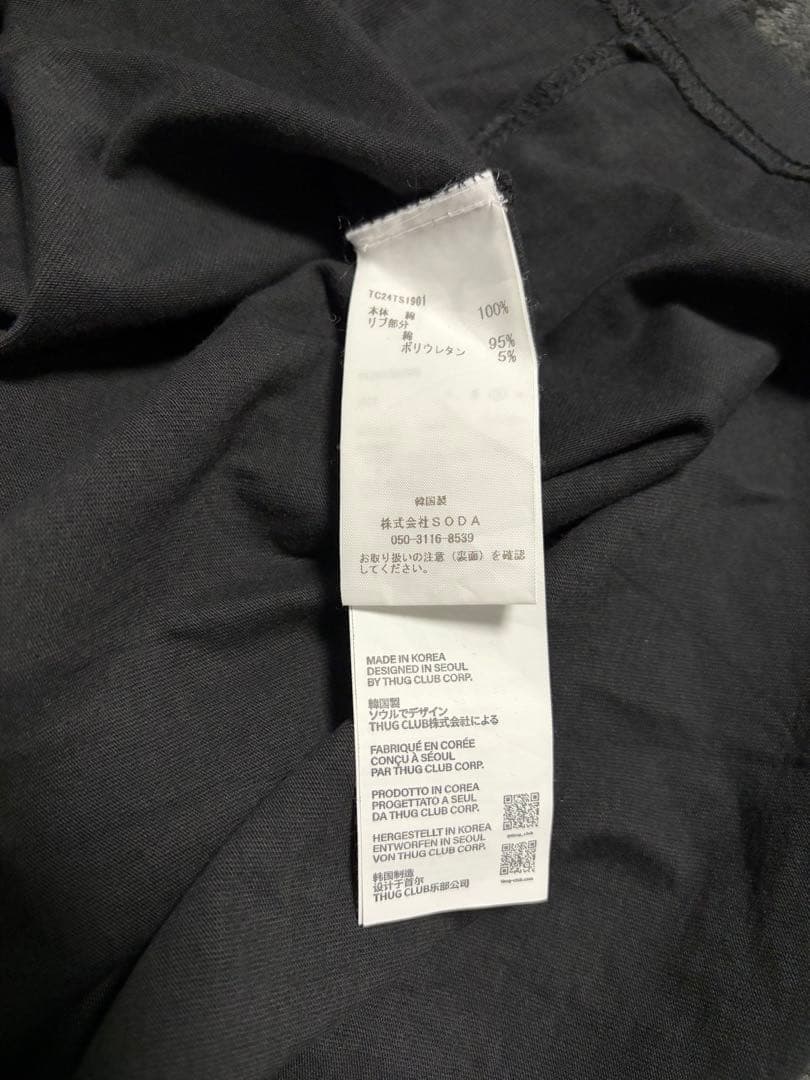 TC24TS1901
本体 綿 100%
リブ部分
綿 95%
ポリウレタン 5%
韓国製
株式会社SODA
050-3116-8539
お取り扱いの注意（裏面）を確認
してください。
MADE IN KOREA
DESIGNED IN SEOUL
BY THUG CLUB CORP.
韓国製
ソウルでデザイン
THUG CLUB株式会社による
FABRIQUÉ EN CORÉE
CONÇU À SÉOUL
PAR THUG CLUB CORP.
PRODOTTO IN COREA
PROGETTATO A SEUL
DA THUG CLUB CORP.
HERGESTELLT IN KOREA
ENTWORFEN IN SEOUL
VON THUG CLUB CORP.
韩国制造
设计于首尔
THUG CLUB乐部公司
@thug_club
thug-club.com